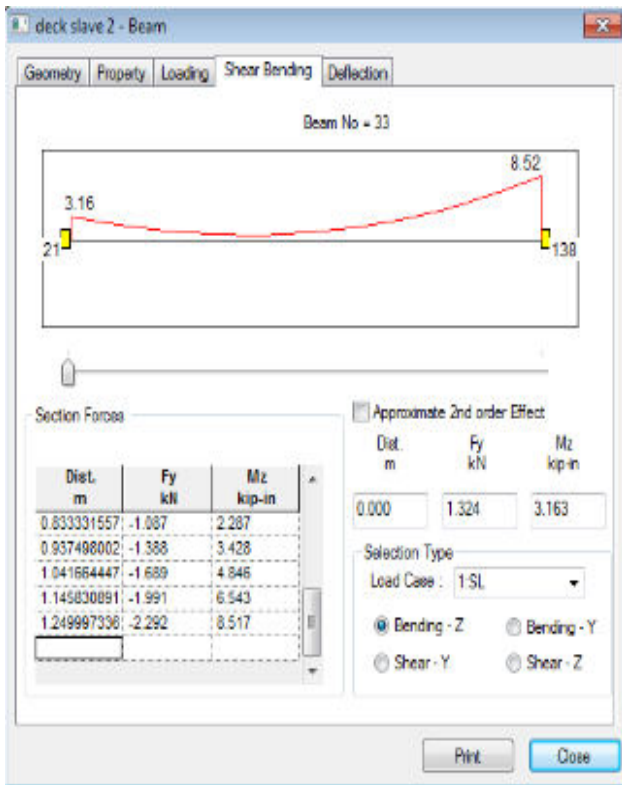 deck slave 2 - Beam
Geometry Property Loading Shear Bending Deflection
Beam No = 33
3.16
8.52
21
138
Section Forces
Dist. Fy Mz
m kN kip-in
0.833331557 -1.087 2.287
0.937498002 -1.388 3.428
1.041664447 -1.689 4.846
1.145830891 -1.991 6.543
1.249997336 -2.292 8.517
Approximate 2nd order Effect
Dist. Fy Mz
m kN kip-in
0.000 1.324 3.163
Selection Type
Load Case : 1:SL
Bending - Z Bending - Y
Shear - Y Shear - Z
Print Close